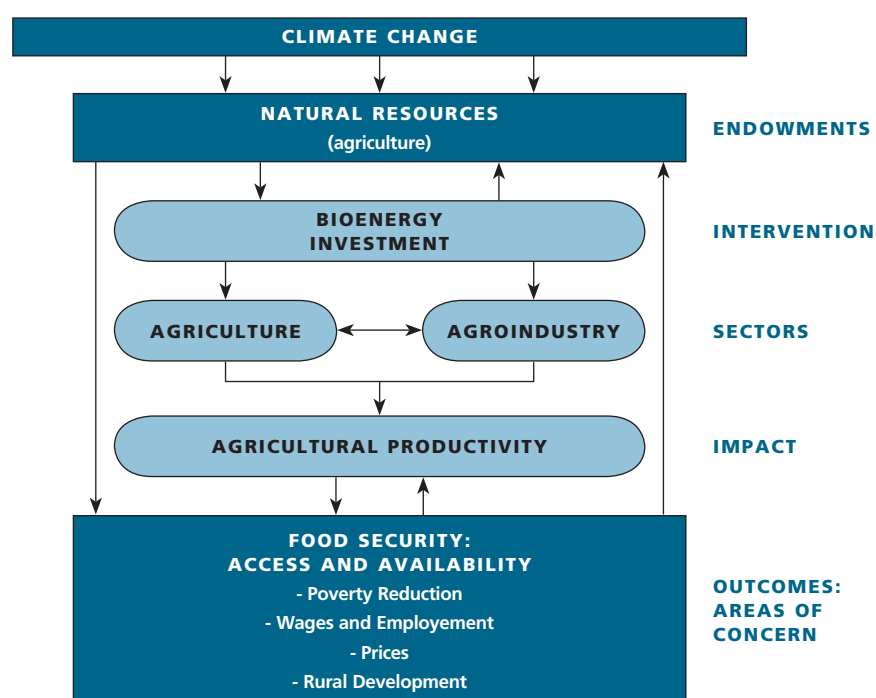 CLIMATE CHANGE
NATURAL RESOURCES
(agriculture)
ENDOWMENTS
BIOENERGY
INVESTMENT
INTERVENTION
AGRICULTURE
AGROINDUSTRY
SECTORS
AGRICULTURAL PRODUCTIVITY
IMPACT
FOOD SECURITY:
ACCESS AND AVAILABILITY
- Poverty Reduction
- Wages and Employement
- Prices
- Rural Development
OUTCOMES:
AREAS OF
CONCERN